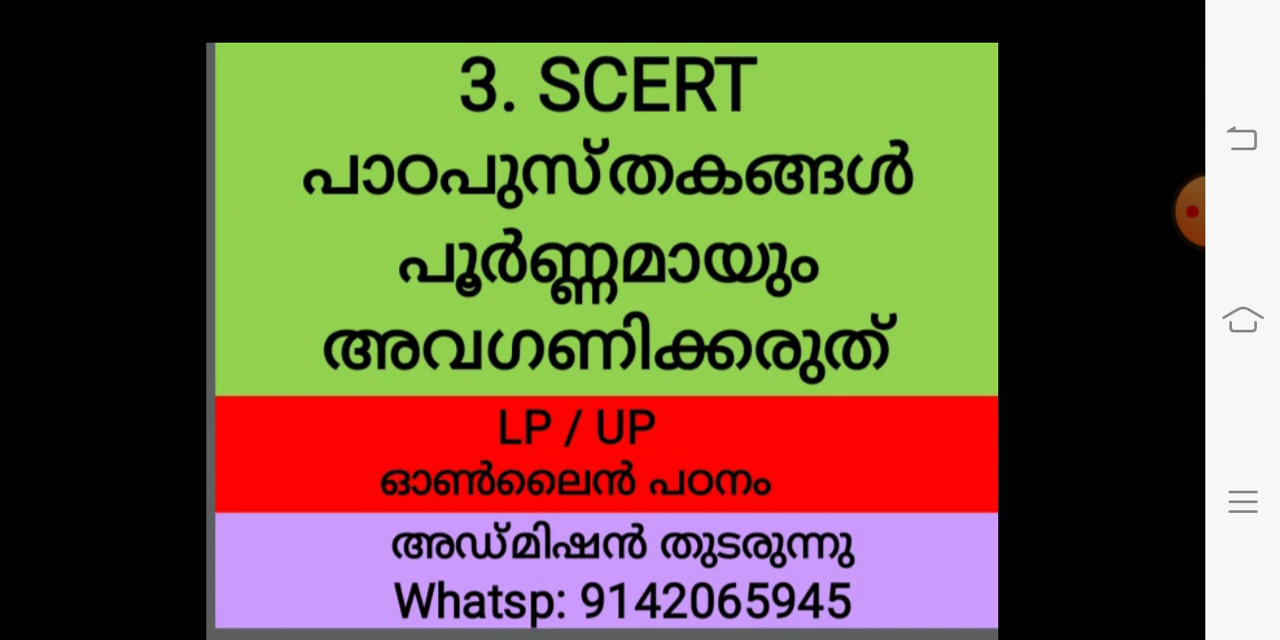 3. SCERT
പാഠപുസ്തകങ്ങൾ
പൂർണ്ണമായും
അവഗണിക്കരുത്
LP / UP
ഓൺലൈൻ പഠനം
അഡ്മിഷൻ തുടരുന്നു
Whatsp: 9142065945